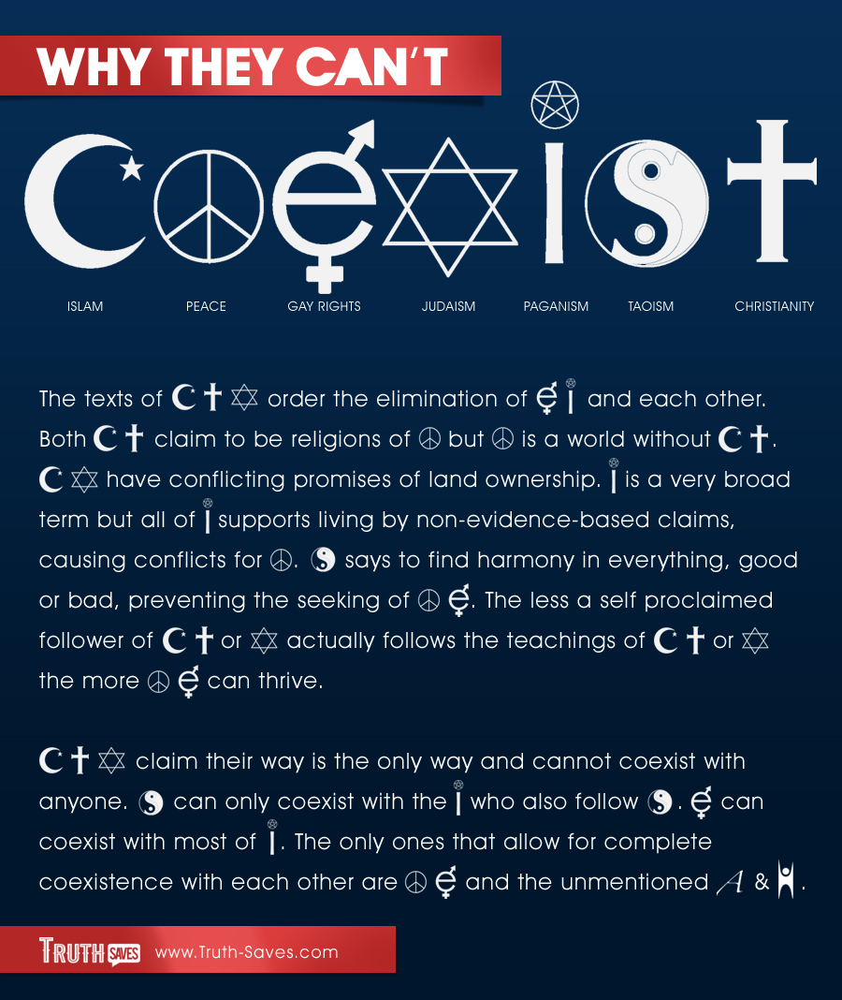 WHY THEY CAN'T
coexist
ISLAM PEACE GAY RIGHTS JUDAISM PAGANISM TAOISM CHRISTIANITY
The texts of ☪ ✝ ✡ order the elimination of e i and each other.
Both ☪ ✝ claim to be religions of ☮ but ☮ is a world without ☪ ✝.
☪ ✡ have conflicting promises of land ownership. i is a very broad
term but all of i supports living by non-evidence-based claims,
causing conflicts for ☮. ☯ says to find harmony in everything, good
or bad, preventing the seeking of ☮ e. The less a self proclaimed
follower of ☪ ✝ or ✡ actually follows the teachings of ☪ ✝ or ✡
the more ☮ e can thrive.
☪ ✝ ✡ claim their way is the only way and cannot coexist with
anyone. ☯ can only coexist with the i who also follow ☯. e can
coexist with most of i. The only ones that allow for complete
coexistence with each other are ☮ e and the unmentioned A & .
TRUTH SAVES www.Truth-Saves.com